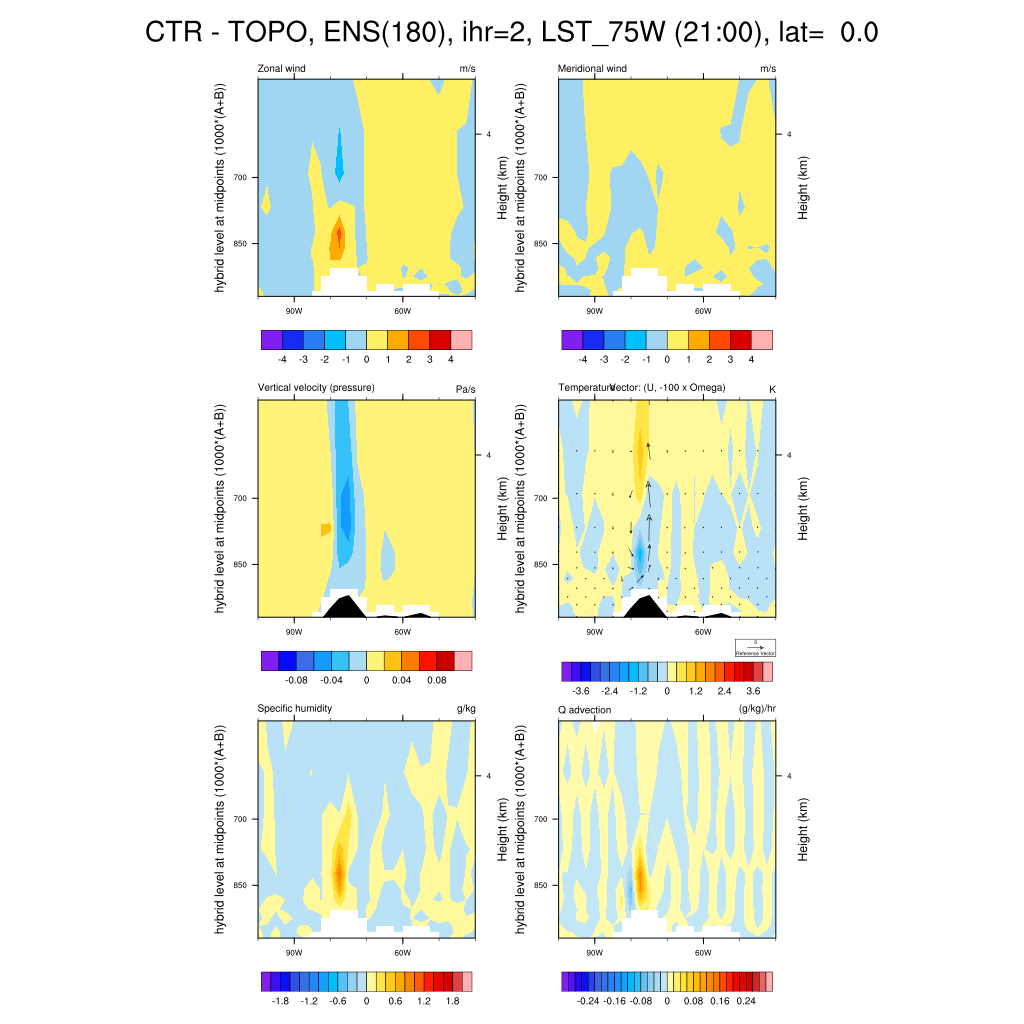 CTR - TOPO, ENS(180), ihr=2, LST_75W (21:00), lat=  0.0
Zonal wind
m/s
hybrid level at midpoints (1000*(A+B))
700
850
4
Height (km)
90W
60W
-4 -3 -2 -1 0 1 2 3 4
Meridional wind
m/s
hybrid level at midpoints (1000*(A+B))
700
850
4
Height (km)
90W
60W
-4 -3 -2 -1 0 1 2 3 4
Vertical velocity (pressure)
Pa/s
hybrid level at midpoints (1000*(A+B))
700
850
4
Height (km)
90W
60W
-0.08 -0.04 0 0.04 0.08
Temperature
Vector: (U, -100 x Omega)
K
hybrid level at midpoints (1000*(A+B))
700
850
4
Height (km)
90W
60W
3
Reference Vector
-3.6 -2.4 -1.2 0 1.2 2.4 3.6
Specific humidity
g/kg
hybrid level at midpoints (1000*(A+B))
700
850
4
Height (km)
90W
60W
-1.8 -1.2 -0.6 0 0.6 1.2 1.8
Q advection
(g/kg)/hr
hybrid level at midpoints (1000*(A+B))
700
850
4
Height (km)
90W
60W
-0.24 -0.16 -0.08 0 0.08 0.16 0.24